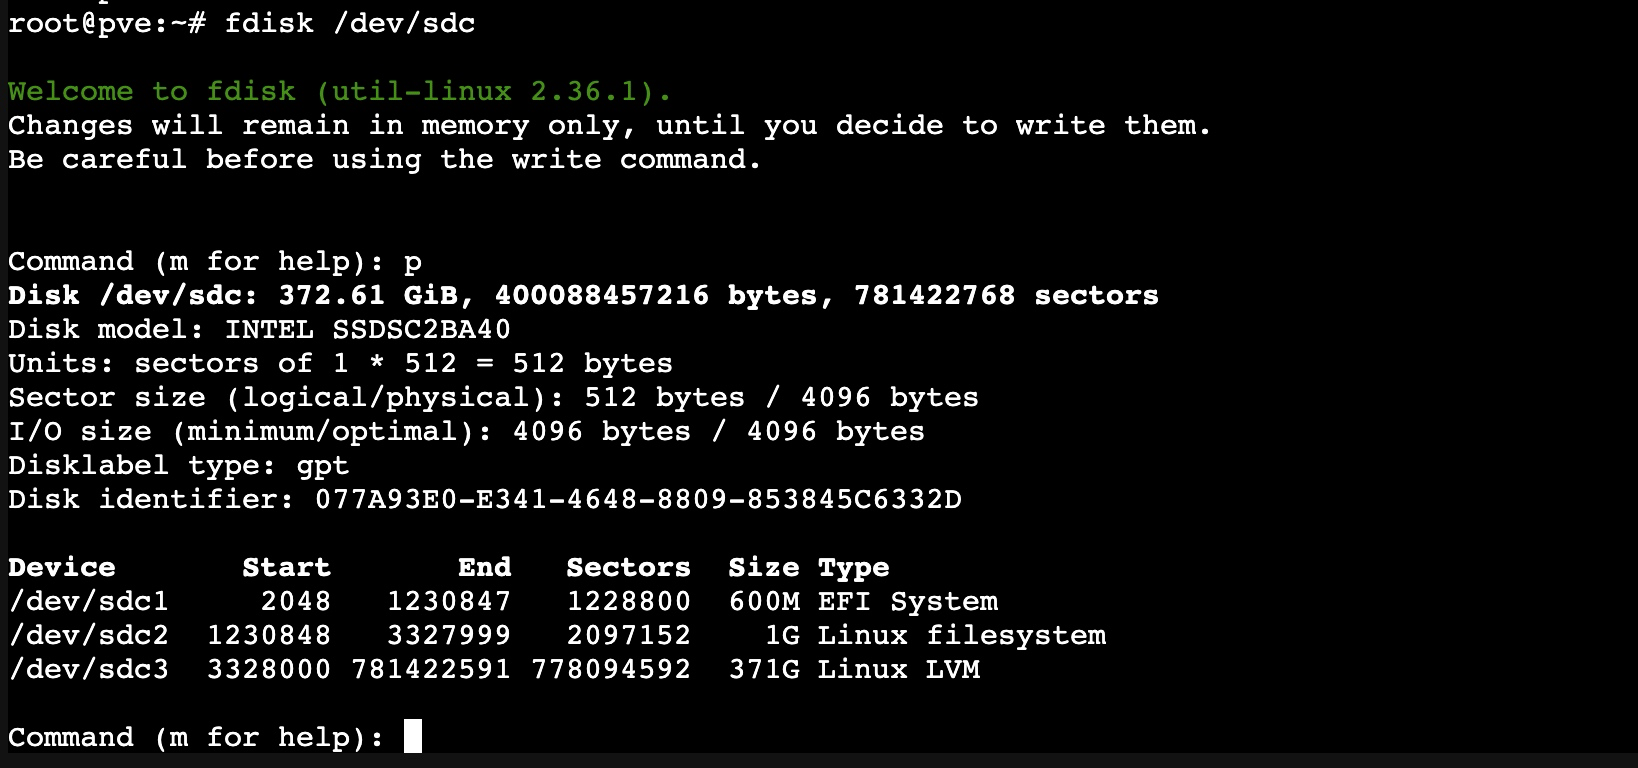 root@pve:~# fdisk /dev/sdc
Welcome to fdisk (util-linux 2.36.1).
Changes will remain in memory only, until you decide to write them.
Be careful before using the write command.
Command (m for help): p
Disk /dev/sdc: 372.61 GiB, 400088457216 bytes, 781422768 sectors
Disk model: INTEL SSDSC2BA40
Units: sectors of 1 * 512 = 512 bytes
Sector size (logical/physical): 512 bytes / 4096 bytes
I/O size (minimum/optimal): 4096 bytes / 4096 bytes
Disklabel type: gpt
Disk identifier: 077A93E0-E341-4648-8809-853845C6332D
Device Start End Sectors Size Type
/dev/sdc1 2048 1230847 1228800 600M EFI System
/dev/sdc2 1230848 3327999 2097152 1G Linux filesystem
/dev/sdc3 3328000 781422591 778094592 371G Linux LVM
Command (m for help):